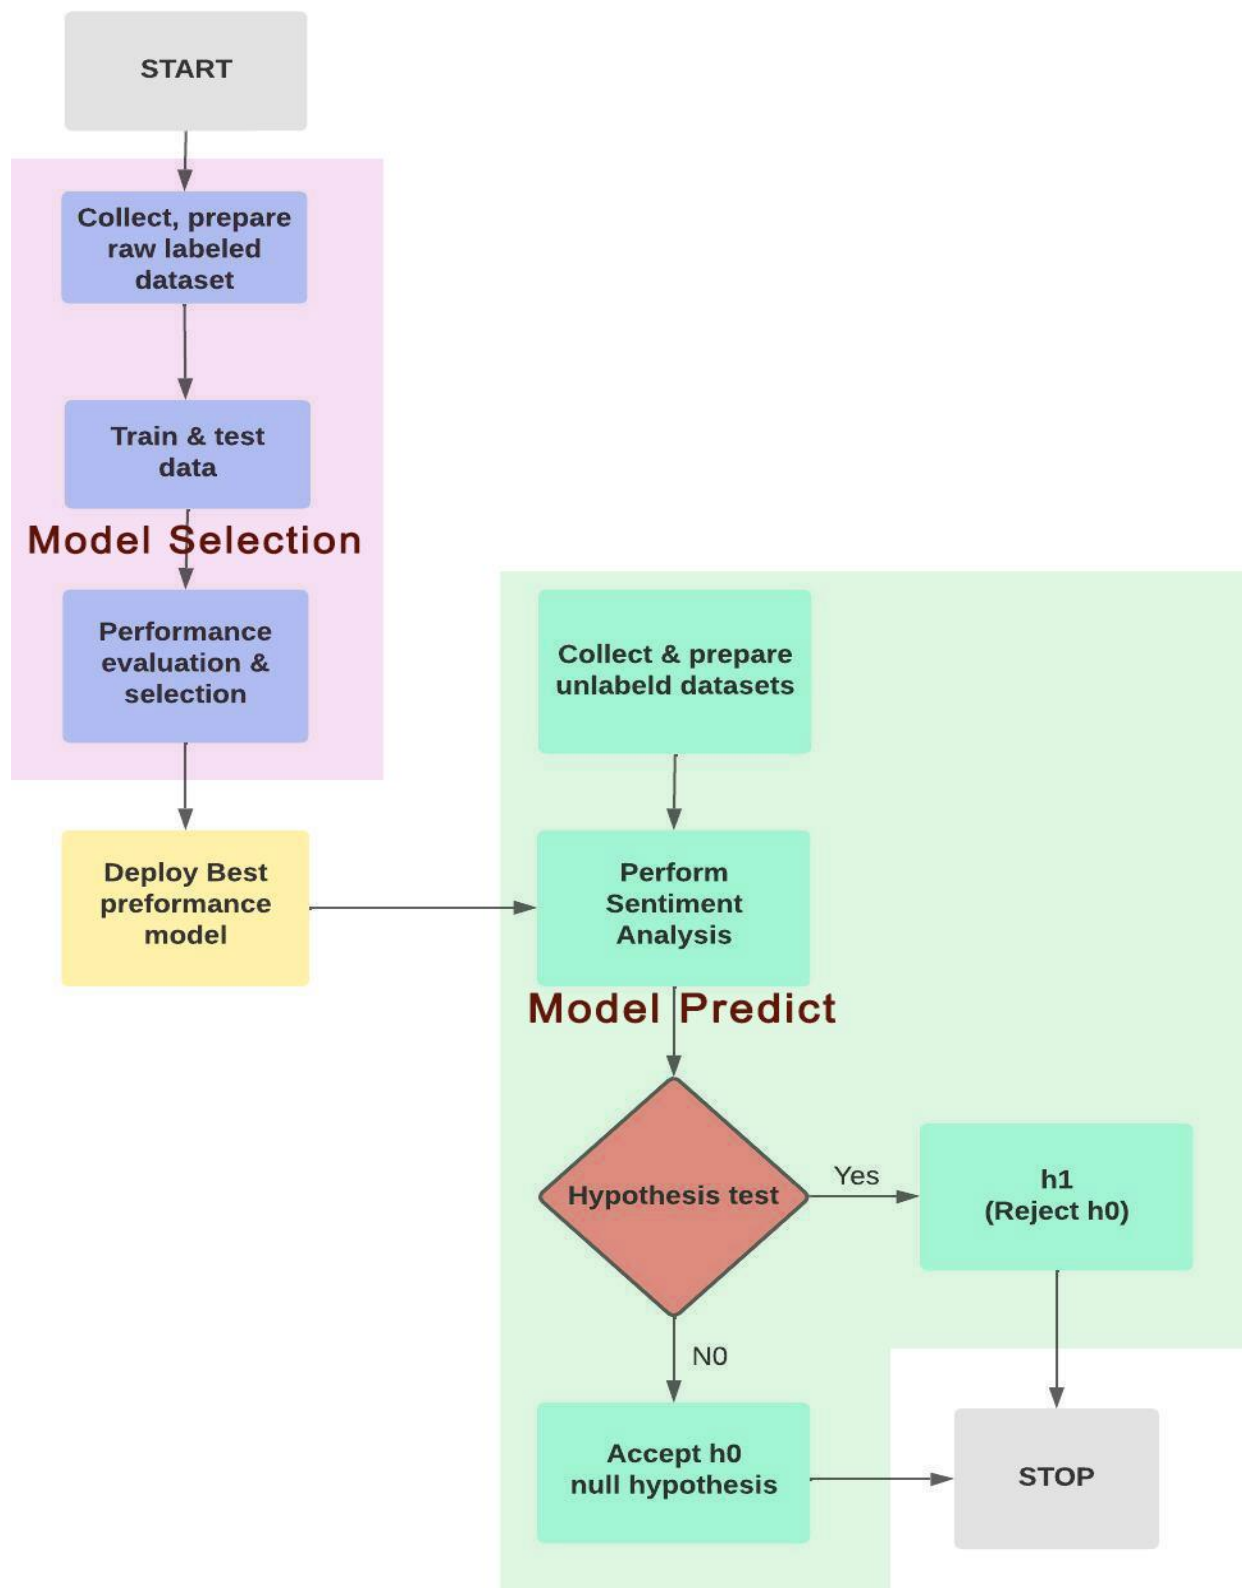 START
Collect, prepare
raw labeled
dataset
Train & test
data
Model Selection
Performance
evaluation &
selection
Deploy Best
preformance
model
Collect & prepare
unlabeld datasets
Perform
Sentiment
Analysis
Model Predict
Hypothesis test
Yes
h1
(Reject h0)
N0
Accept h0
null hypothesis
STOP